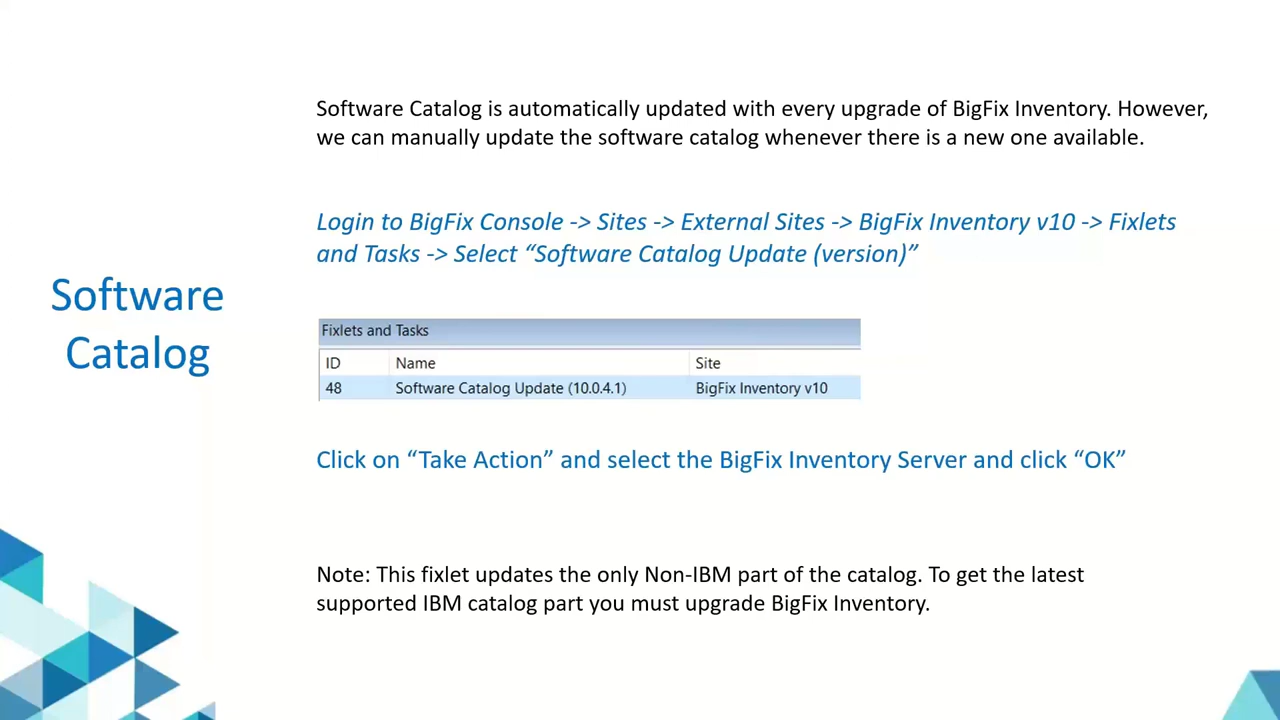 Software Catalog is automatically updated with every upgrade of BigFix Inventory. However,
we can manually update the software catalog whenever there is a new one available.
Login to BigFix Console -> Sites -> External Sites -> BigFix Inventory v10 -> Fixlets
and Tasks -> Select “Software Catalog Update (version)”
Software
Catalog
Fixlets and Tasks
ID Name Site
48 Software Catalog Update (10.0.4.1) BigFix Inventory v10
Click on “Take Action” and select the BigFix Inventory Server and click “OK”
Note: This fixlet updates the only Non-IBM part of the catalog. To get the latest
supported IBM catalog part you must upgrade BigFix Inventory.